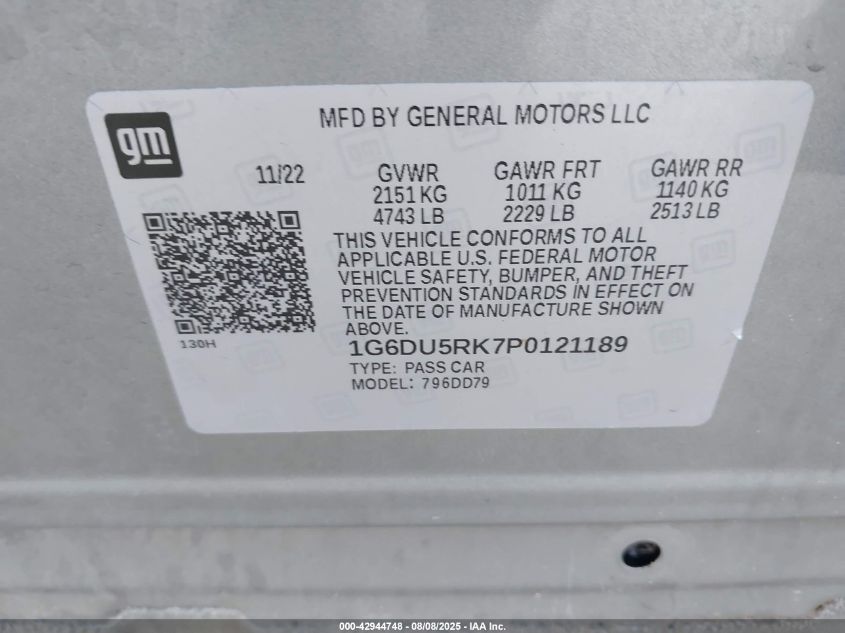 gm
MFD BY GENERAL MOTORS LLC
11/22
GVWR
2151 KG
4743 LB
GAWR FRT
1011 KG
2229 LB
GAWR RR
1140 KG
2513 LB
THIS VEHICLE CONFORMS TO ALL
APPLICABLE U.S. FEDERAL MOTOR
VEHICLE SAFETY, BUMPER, AND THEFT
PREVENTION STANDARDS IN EFFECT ON
THE DATE OF MANUFACTURE SHOWN
ABOVE.
130H
1G6DU5RK7P0121189
TYPE: PASS CAR
MODEL: 796DD79
000-42944748 - 08/08/2025 - IAA Inc.